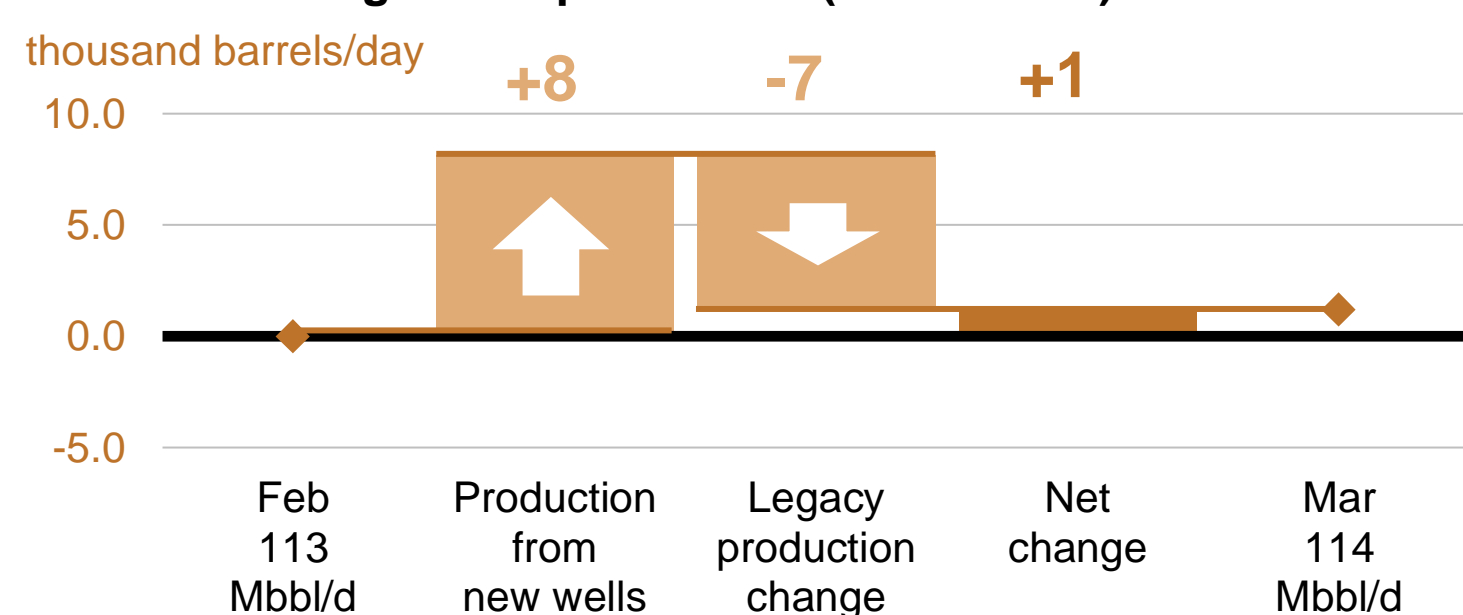 thousand barrels/day
+8
-7
+1
10.0
5.0
0.0
-5.0
Feb
113
Mbbl/d
Production
from
new wells
Legacy
production
change
Net
change
Mar
114
Mbbl/d